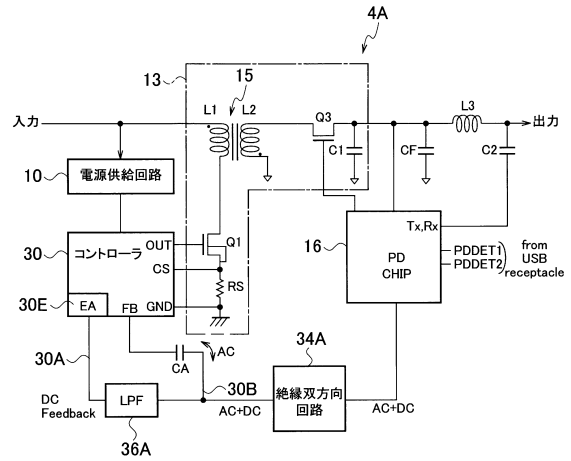 4A
13
15
L1
L2
Q3
L3
入力
出力
C1
CF
C2
10
電源供給回路
Tx,Rx
16
PD
CHIP
PDDET1
PDDET2
from
USB
receptacle
30
コントローラ
OUT
Q1
CS
RS
30E
EA
FB
GND
34A
AC
CA
30A
30B
絶縁双方向
回路
DC
Feedback
LPF
AC+DC
AC+DC
36A